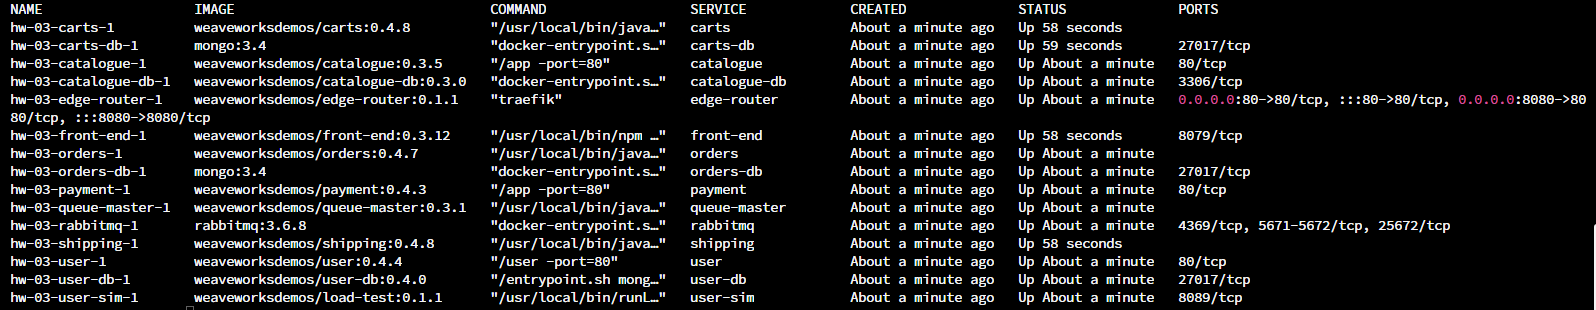 NAME IMAGE COMMAND SERVICE CREATED STATUS PORTS
hw-03-carts-1 weaveworksdemos/carts:0.4.8 "/usr/local/bin/java…" carts About a minute ago Up 58 seconds
hw-03-carts-db-1 mongo:3.4 "docker-entrypoint.s…" carts-db About a minute ago Up 59 seconds 27017/tcp
hw-03-catalogue-1 weaveworksdemos/catalogue:0.3.5 "/app -port=80" catalogue About a minute ago Up About a minute 80/tcp
hw-03-catalogue-db-1 weaveworksdemos/catalogue-db:0.3.0 "docker-entrypoint.s…" catalogue-db About a minute ago Up About a minute 3306/tcp
hw-03-edge-router-1 weaveworksdemos/edge-router:0.1.1 "traefik" edge-router About a minute ago Up About a minute 0.0.0.0:80->80/tcp, :::80->80/tcp, 0.0.0.0:8080->80
80/tcp, :::8080->8080/tcp
hw-03-front-end-1 weaveworksdemos/front-end:0.3.12 "/usr/local/bin/npm …" front-end About a minute ago Up 58 seconds 8079/tcp
hw-03-orders-1 weaveworksdemos/orders:0.4.7 "/usr/local/bin/java…" orders About a minute ago Up About a minute
hw-03-orders-db-1 mongo:3.4 "docker-entrypoint.s…" orders-db About a minute ago Up About a minute 27017/tcp
hw-03-payment-1 weaveworksdemos/payment:0.4.3 "/app -port=80" payment About a minute ago Up About a minute 80/tcp
hw-03-queue-master-1 weaveworksdemos/queue-master:0.3.1 "/usr/local/bin/java…" queue-master About a minute ago Up About a minute
hw-03-rabbitmq-1 rabbitmq:3.6.8 "docker-entrypoint.s…" rabbitmq About a minute ago Up About a minute 4369/tcp, 5671-5672/tcp, 25672/tcp
hw-03-shipping-1 weaveworksdemos/shipping:0.4.8 "/usr/local/bin/java…" shipping About a minute ago Up 58 seconds
hw-03-user-1 weaveworksdemos/user:0.4.4 "/user -port=80" user About a minute ago Up About a minute 80/tcp
hw-03-user-db-1 weaveworksdemos/user-db:0.4.0 "/entrypoint.sh mong…" user-db About a minute ago Up About a minute 27017/tcp
hw-03-user-sim-1 weaveworksdemos/load-test:0.1.1 "/usr/local/bin/runL…" user-sim About a minute ago Up About a minute 8089/tcp